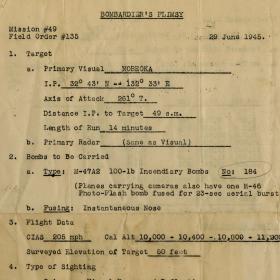 BOMBARDIER'S FLIMSY
Mission #49
Field Order #135 29 June 1945.
1. Target
a. Primary Visual NOBEOKA
I.P. 32° 43' N -- 132° 33' E
Axis of Attack 261° T.
Distance I.P. to Target 49 s.m.
Length of Run 14 minutes
b. Primary Radar (Same as Visual)
2. Bombs to be Carried
a. Type: M-47A2 100-lb Incendiary Bombs No: 184
(Planes carrying cameras also have one M-46
Photo-Flash bomb fused for 23-sec aerial burst
b. Fusing: Instantaneous Nose
3. Flight Data
CIAS 205 mph Cal Alt 10,000 - 10,400 - 10,800 - 11,200
Surveyed Elevation of Target 50 feet
4. Type of Sighting